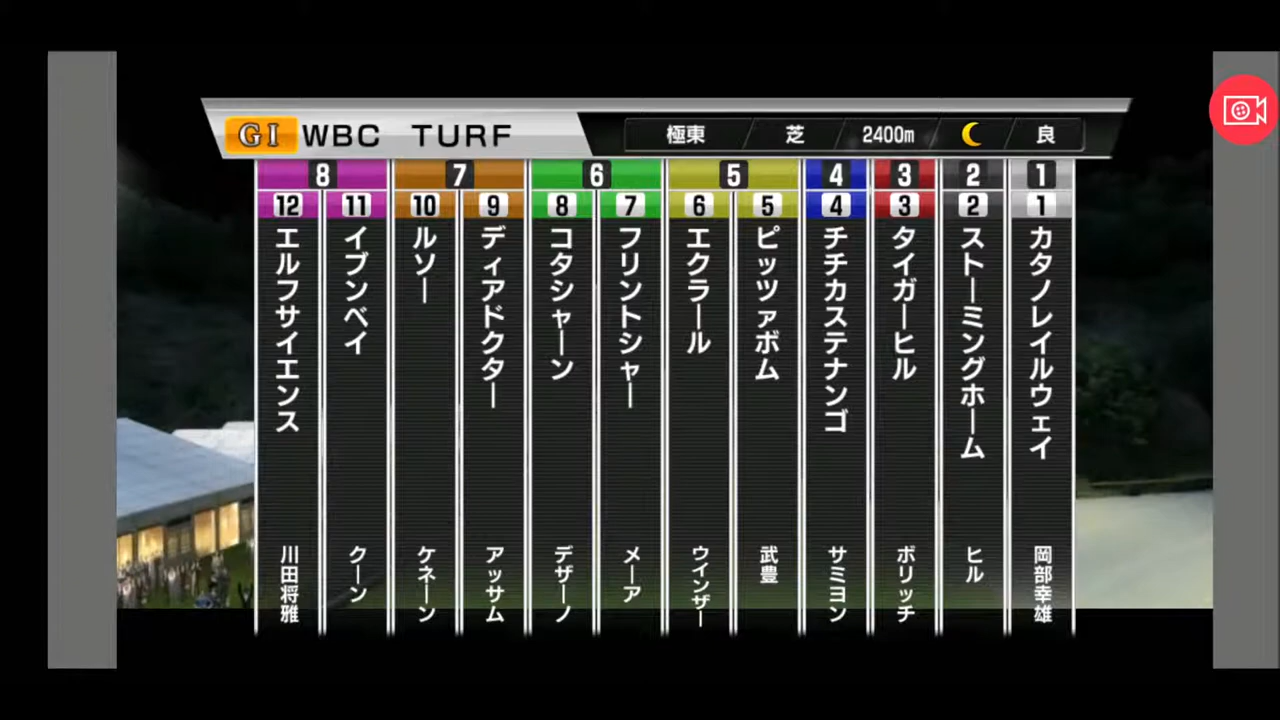 GI WBC TURF 極東 芝 2400m 良
8 7 6 5 4 3 2 1
12 11 10 9 8 7 6 5 4 3 2 1
カタノレイルウェイ
岡部幸雄
ストーミングホーム
ヒル
タイガーヒル
ボリッチ
チチカステナンゴ
サミヨン
ピッツァボム
武豊
エクラール
ウインザー
フリントシャー
メーア
コタシャーン
デザーノ
ディアドクター
アッサム
ルソー
ケネーン
イブンベイ
クーン
エルフサイエンス
川田将雅